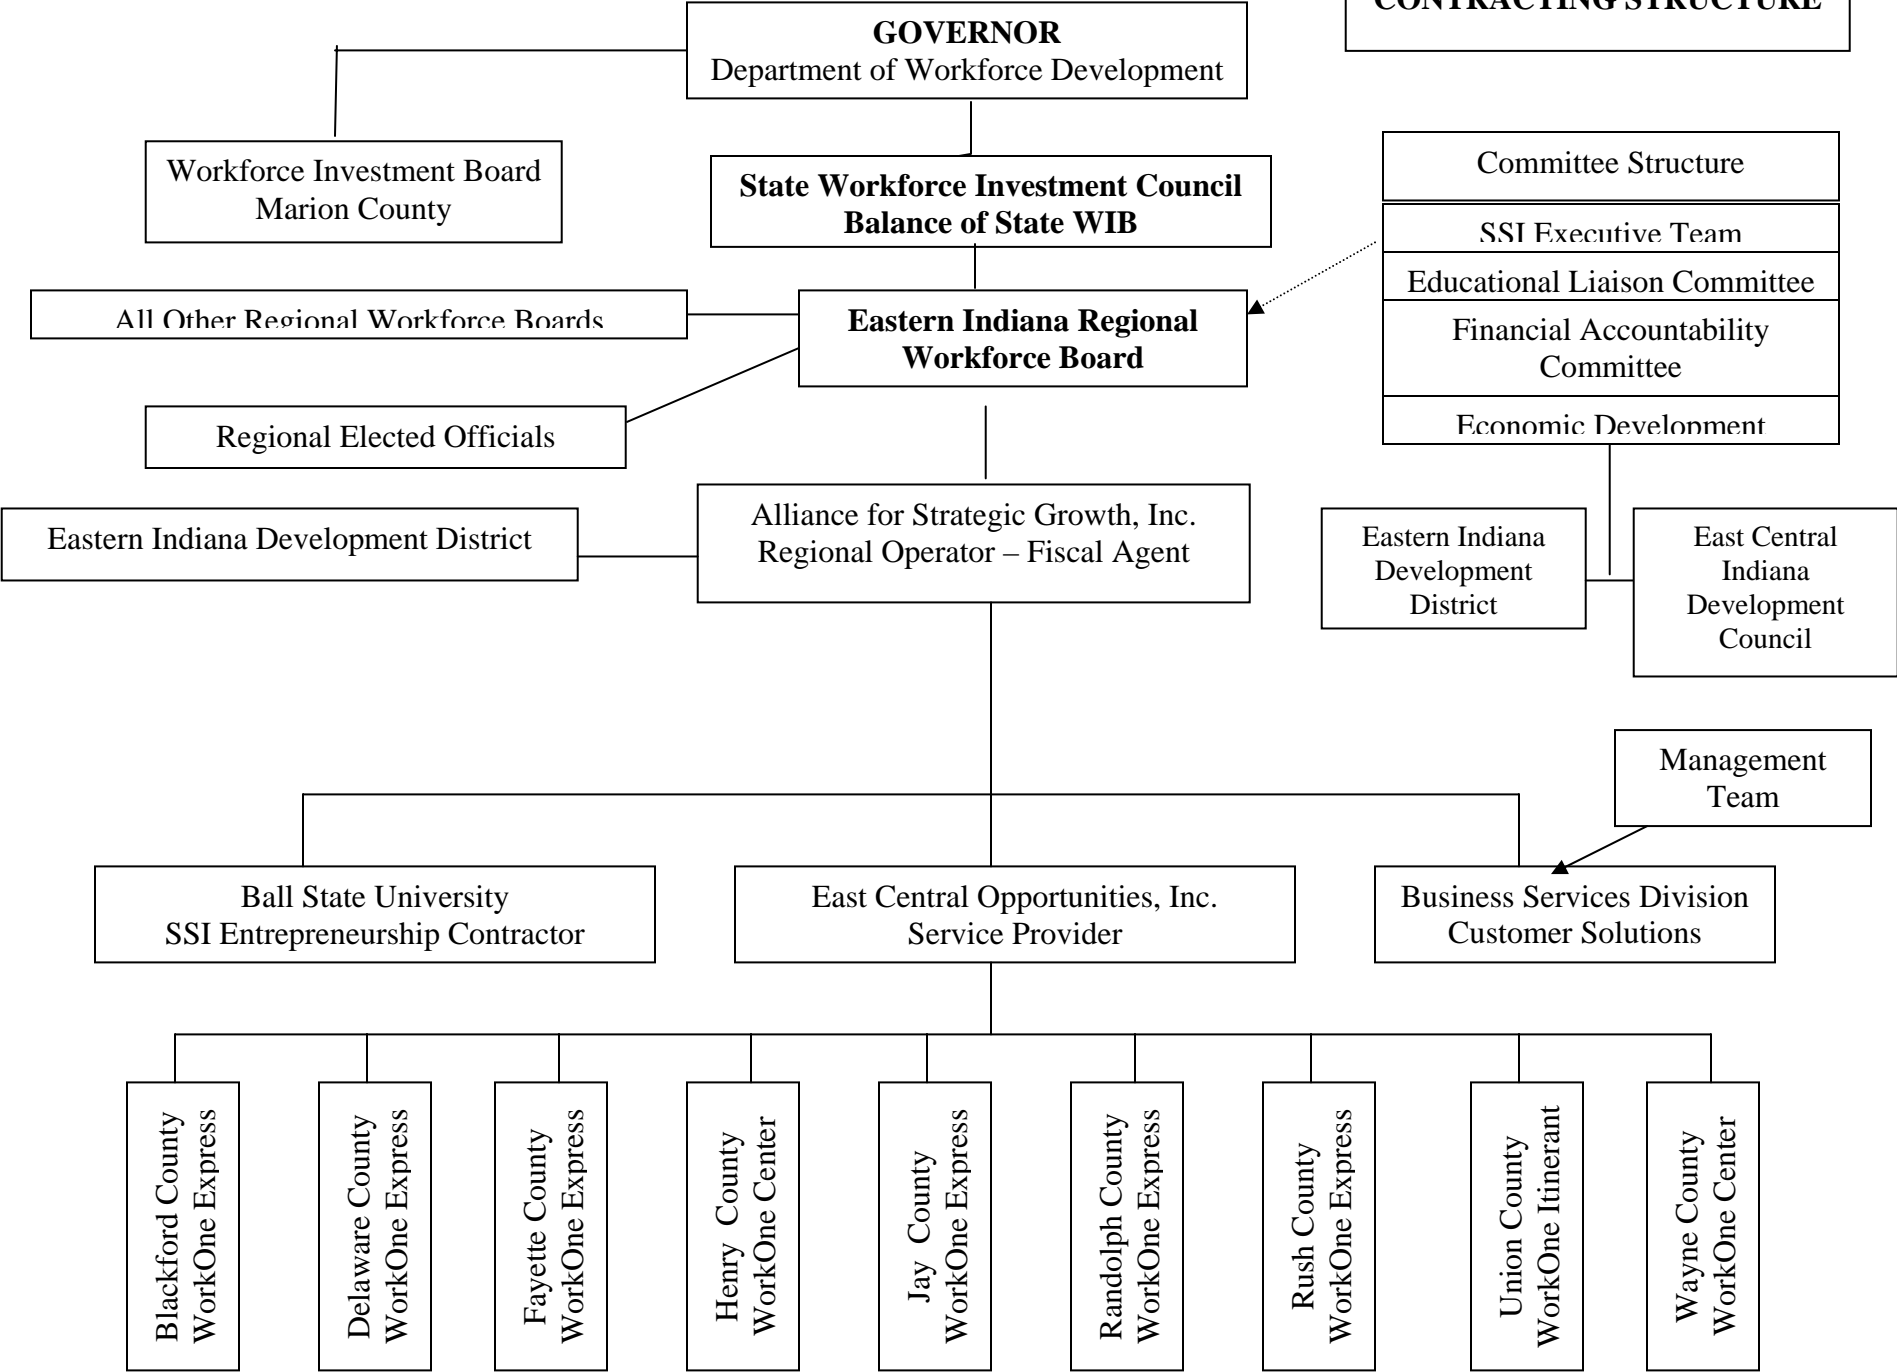 CONTRACTING STRUCTURE
GOVERNOR
Department of Workforce Development
Workforce Investment Board
Marion County
State Workforce Investment Council
Balance of State WIB
Committee Structure
SSI Executive Team
Educational Liaison Committee
Financial Accountability
Committee
Economic Development
All Other Regional Workforce Boards
Eastern Indiana Regional
Workforce Board
Regional Elected Officials
Eastern Indiana Development District
Alliance for Strategic Growth, Inc.
Regional Operator – Fiscal Agent
Eastern Indiana
Development
District
East Central
Indiana
Development
Council
Management
Team
Ball State University
SSI Entrepreneurship Contractor
East Central Opportunities, Inc.
Service Provider
Business Services Division
Customer Solutions
Blackford County
WorkOne Express
Delaware County
WorkOne Express
Fayette County
WorkOne Express
Henry  County
WorkOne Center
Jay  County
WorkOne Express
Randolph County
WorkOne Express
Rush County
WorkOne Express
Union County
WorkOne Itinerant
Wayne County
WorkOne Center